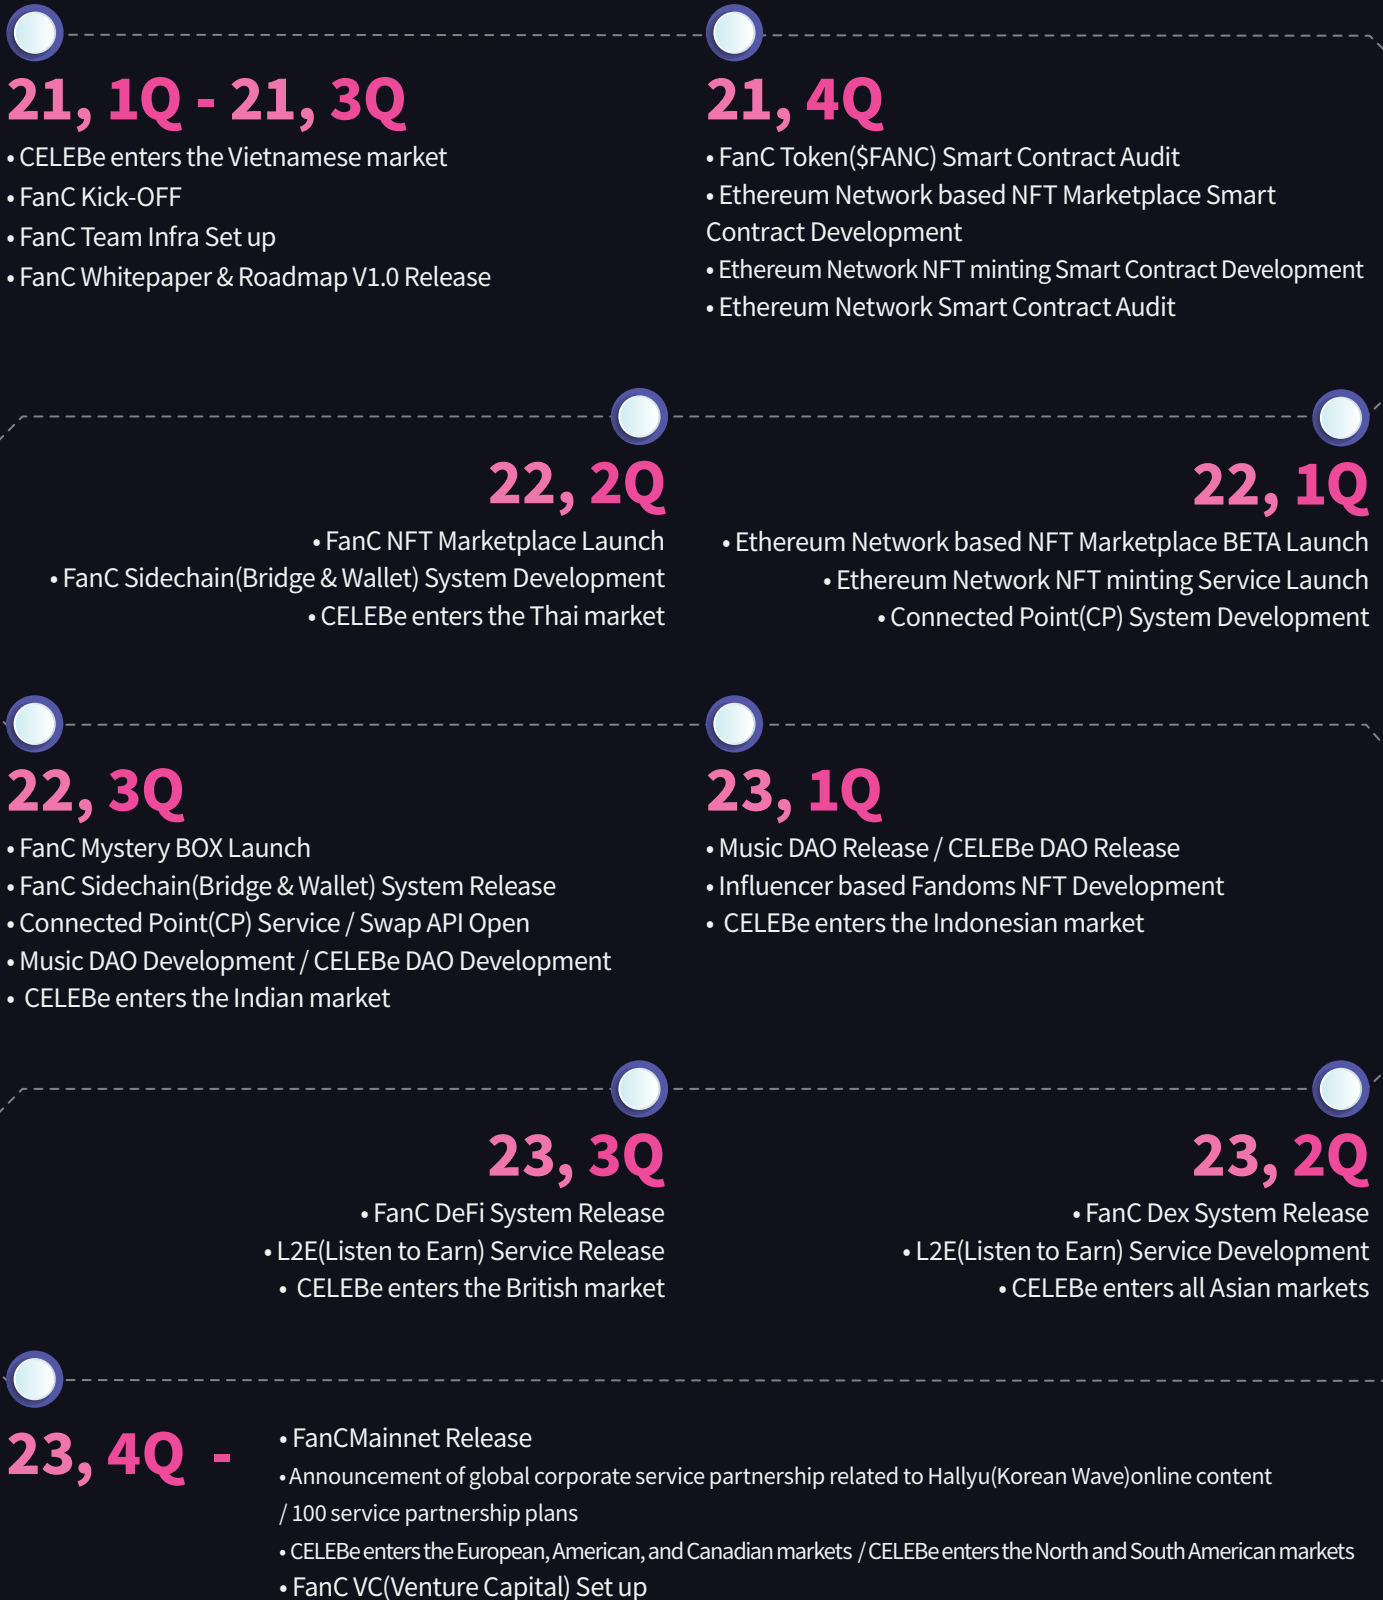 21, 1Q - 21, 3Q
• CELEBe enters the Vietnamese market
• FanC Kick-OFF
• FanC Team Infra Set up
• FanC Whitepaper & Roadmap V1.0 Release
21, 4Q
• FanC Token($FANC) Smart Contract Audit
• Ethereum Network based NFT Marketplace Smart
Contract Development
• Ethereum Network NFT minting Smart Contract Development
• Ethereum Network Smart Contract Audit
22, 2Q
• FanC NFT Marketplace Launch
• FanC Sidechain(Bridge & Wallet) System Development
• CELEBe enters the Thai market
22, 1Q
• Ethereum Network based NFT Marketplace BETA Launch
• Ethereum Network NFT minting Service Launch
• Connected Point(CP) System Development
22, 3Q
• FanC Mystery BOX Launch
• FanC Sidechain(Bridge & Wallet) System Release
• Connected Point(CP) Service / Swap API Open
• Music DAO Development / CELEBe DAO Development
• CELEBe enters the Indian market
23, 1Q
• Music DAO Release / CELEBe DAO Release
• Influencer based Fandoms NFT Development
• CELEBe enters the Indonesian market
23, 3Q
• FanC DeFi System Release
• L2E(Listen to Earn) Service Release
• CELEBe enters the British market
23, 2Q
• FanC Dex System Release
• L2E(Listen to Earn) Service Development
• CELEBe enters all Asian markets
23, 4Q -
• FanCMainnet Release
• Announcement of global corporate service partnership related to Hallyu(Korean Wave)online content
/ 100 service partnership plans
• CELEBe enters the European, American, and Canadian markets / CELEBe enters the North and South American markets
• FanC VC(Venture Capital) Set up